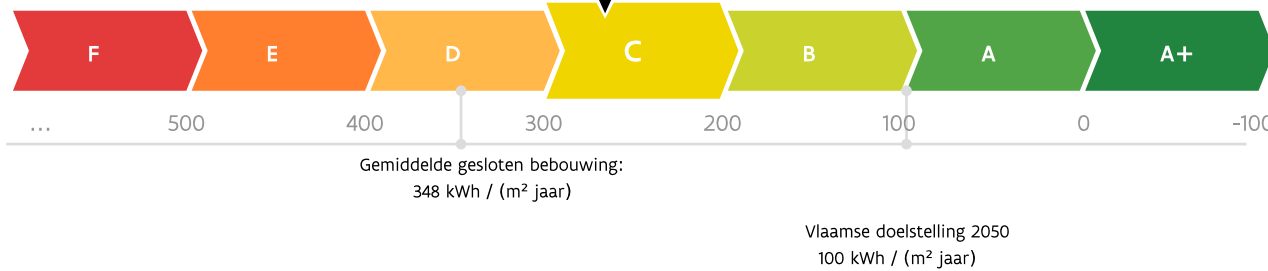 F E D C B A A+
... 500 400 300 200 100 0 -100
Gemiddelde gesloten bebouwing:
348 kWh / (m² jaar)
Vlaamse doelstelling 2050
100 kWh / (m² jaar)